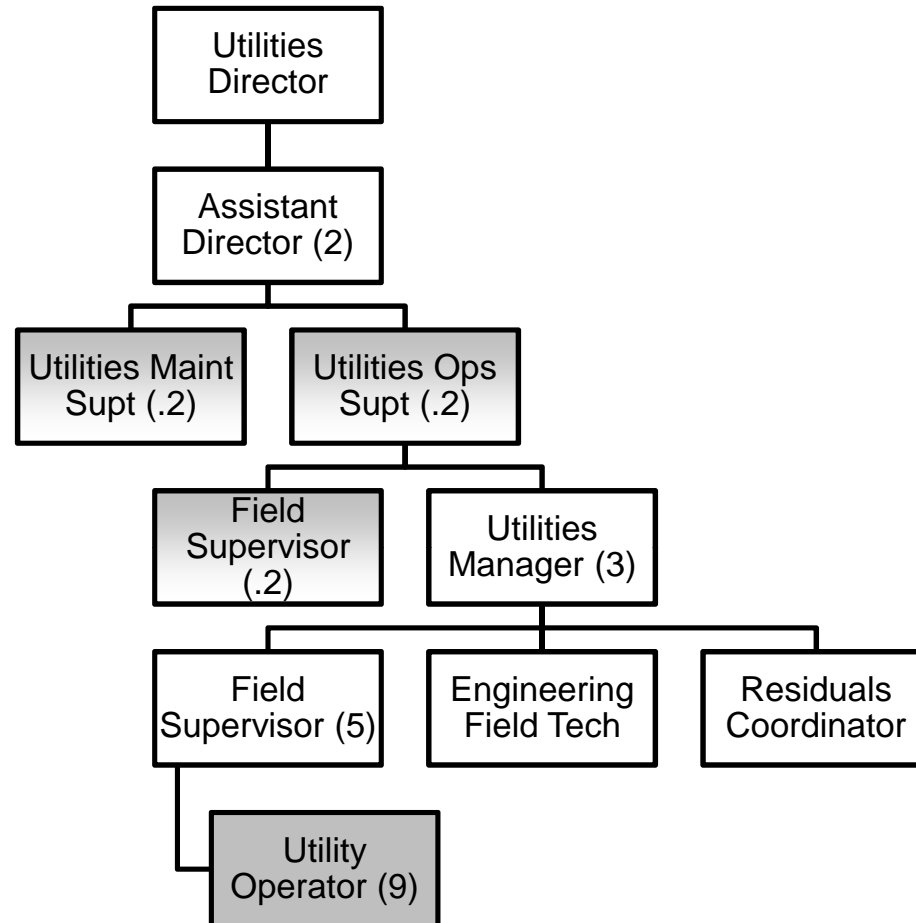 Utilities
Director
Assistant
Director (2)
Utilities Maint
Supt (.2)
Utilities Ops
Supt (.2)
Field
Supervisor
(.2)
Utilities
Manager (3)
Field
Supervisor (5)
Engineering
Field Tech
Residuals
Coordinator
Utility
Operator (9)